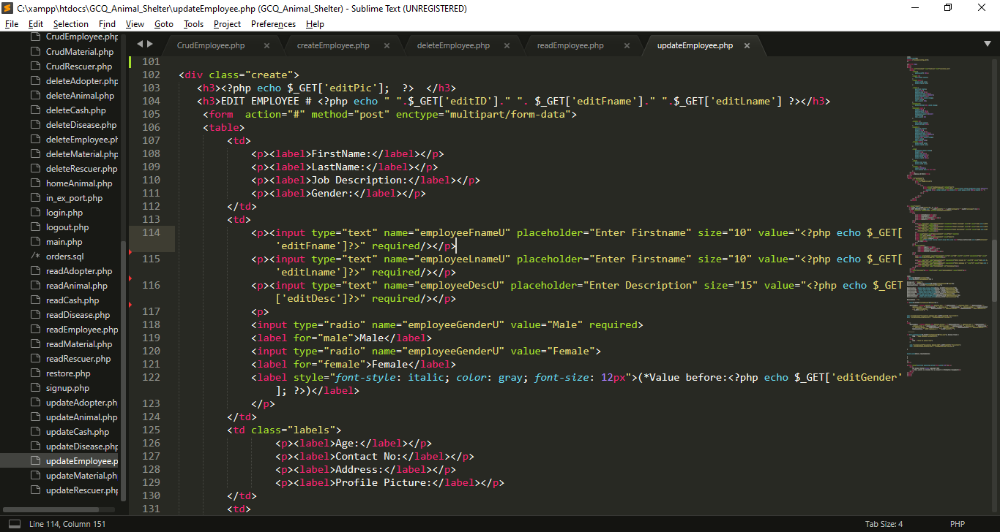 C:\xampp\htdocs\GCQ_Animal_Shelter\updateEmployee.php (GCQ_Animal_Shelter) - Sublime Text (UNREGISTERED)
File Edit Selection Find View Goto Tools Project Preferences Help
CrudEmployee.php
CrudMaterial.php
CrudRescuer.php
deleteAdopter.php
deleteAnimal.php
deleteCash.php
deleteDisease.php
deleteEmployee.ph
deleteMaterial.php
deleteRescuer.php
homeAnimal.php
in_ex_port.php
login.php
logout.php
main.php
/* orders.sql
readAdopter.php
readAnimal.php
readCash.php
readDisease.php
readEmployee.php
readMaterial.php
readRescuer.php
restore.php
signup.php
updateAdopter.ph
updateAnimal.php
updateCash.php
updateDisease.php
updateEmployee.p
updateMaterial.ph
updateRescuer.php
CrudEmployee.php × createEmployee.php × deleteEmployee.php × readEmployee.php × updateEmployee.php ×
101
102 <div class="create">
103 <h3><?php echo $_GET['editPic']; ?> </h3>
104 <h3>EDIT EMPLOYEE # <?php echo " ".$_GET['editID']." ". $_GET['editFname']." ".$_GET['editLname'] ?></h3>
105 <form action="#" method="post" enctype="multipart/form-data">
106 <table>
107 <td>
108 <p><label>FirstName:</label></p>
109 <p><label>LastName:</label></p>
110 <p><label>Job Description:</label></p>
111 <p><label>Gender:</label></p>
112 </td>
113 <td>
114 <p><input type="text" name="employeeFnameU" placeholder="Enter Firstname" size="10" value="<?php echo $_GET[
'editFname']?>" required/></p>
115 <p><input type="text" name="employeeLnameU" placeholder="Enter Firstname" size="10" value="<?php echo $_GET[
'editLname']?>" required/></p>
116 <p><input type="text" name="employeeDescU" placeholder="Enter Description" size="15" value="<?php echo $_GET
['editDesc']?>" required/></p>
117 <p>
118 <input type="radio" name="employeeGenderU" value="Male" required>
119 <label for="male">Male</label>
120 <input type="radio" name="employeeGenderU" value="Female">
121 <label for="female">Female</label>
122 <label style="font-style: italic; color: gray; font-size: 12px">(*Value before:<?php echo $_GET['editGender'
]; ?>)</label>
123 </p>
124 </td>
125 <td class="labels">
126 <p><label>Age:</label></p>
127 <p><label>Contact No:</label></p>
128 <p><label>Address:</label></p>
129 <p><label>Profile Picture:</label></p>
130 </td>
131 <td>
Line 114, Column 151 Tab Size: 4 PHP